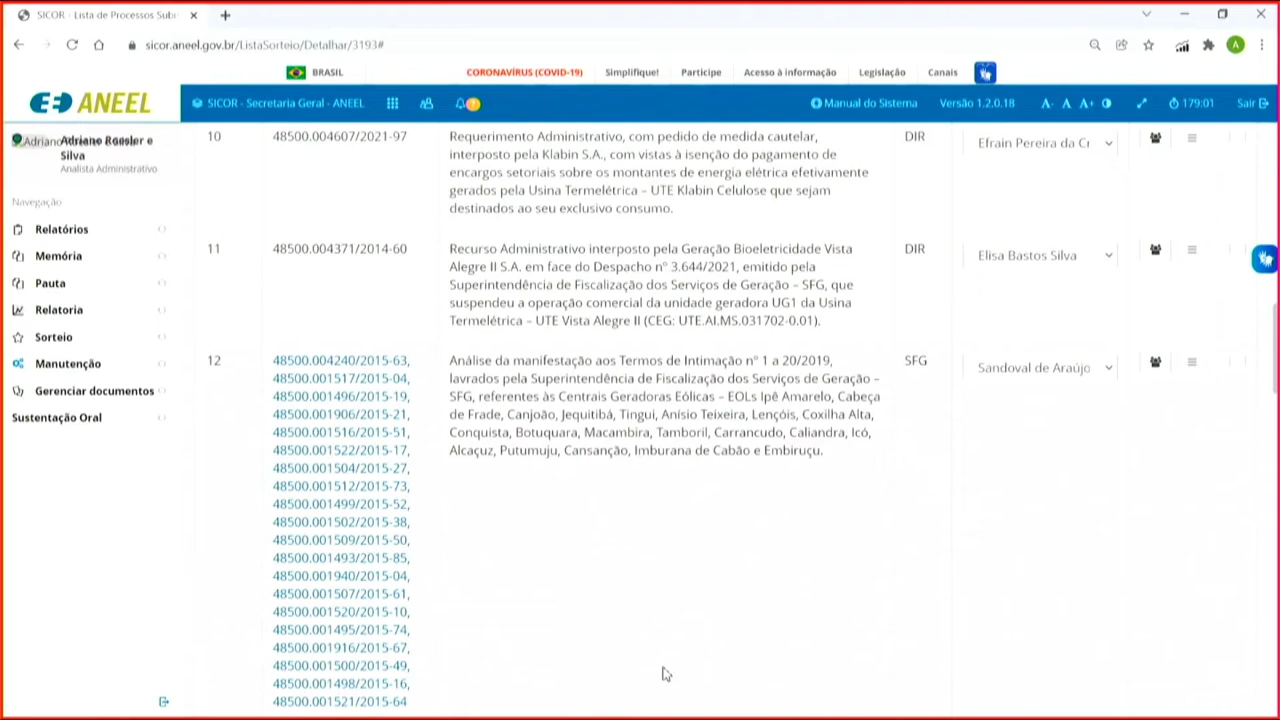 SICOR - Lista de Processos Sub
sicor.aneel.gov.br/ListaSorteio/Detalhar/3193#
A
BRASIL
CORONAVÍRUS (COVID-19)
Simplifique!
Participe
Acesso à informação
Legislação
Canais
ANEEL
SICOR - Secretaria Geral - ANEEL
Manual do Sistema
Versão 1.2.0.18
A- A A+
179:01
Sair
Silva
Analista Administrativo
Navegação
Relatórios
Memória
Pauta
Relatoria
Sorteio
Manutenção
Gerenciar documentos
Sustentação Oral
10
48500.004607/2021-97
Requerimento Administrativo, com pedido de medida cautelar,
interposto pela Klabin S.A., com vistas à isenção do pagamento de
encargos setoriais sobre os montantes de energia elétrica efetivamente
gerados pela Usina Termelétrica – UTE Klabin Celulose que sejam
destinados ao seu exclusivo consumo.
DIR
Efrain Pereira da Cr
11
48500.004371/2014-60
Recurso Administrativo interposto pela Geração Bioeletricidade Vista
Alegre II S.A. em face do Despacho nº 3.644/2021, emitido pela
Superintendência de Fiscalização dos Serviços de Geração – SFG, que
suspendeu a operação comercial da unidade geradora UG1 da Usina
Termelétrica – UTE Vista Alegre II (CEG: UTE.AI.MS.031702-0.01).
DIR
Elisa Bastos Silva
12
48500.004240/2015-63,
48500.001517/2015-04,
48500.001496/2015-19,
48500.001906/2015-21,
48500.001516/2015-51,
48500.001522/2015-17,
48500.001504/2015-27,
48500.001512/2015-73,
48500.001499/2015-52,
48500.001502/2015-38,
48500.001509/2015-50,
48500.001493/2015-85,
48500.001940/2015-04,
48500.001507/2015-61,
48500.001520/2015-10,
48500.001495/2015-74,
48500.001916/2015-67,
48500.001500/2015-49,
48500.001498/2015-16,
48500.001521/2015-64
Análise da manifestação aos Termos de Intimação nº 1 a 20/2019,
lavrados pela Superintendência de Fiscalização dos Serviços de Geração –
SFG, referentes às Centrais Geradoras Eólicas – EOLs Ipê Amarelo, Cabeça
de Frade, Canjoão, Jequitibá, Tingui, Anísio Teixeira, Lençóis, Coxilha Alta,
Conquista, Botuquara, Macambira, Tamboril, Carrancudo, Caliandra, Icó,
Alcaçuz, Putumuju, Cansanção, Imburana de Cabão e Embiruçu.
SFG
Sandoval de Araújo